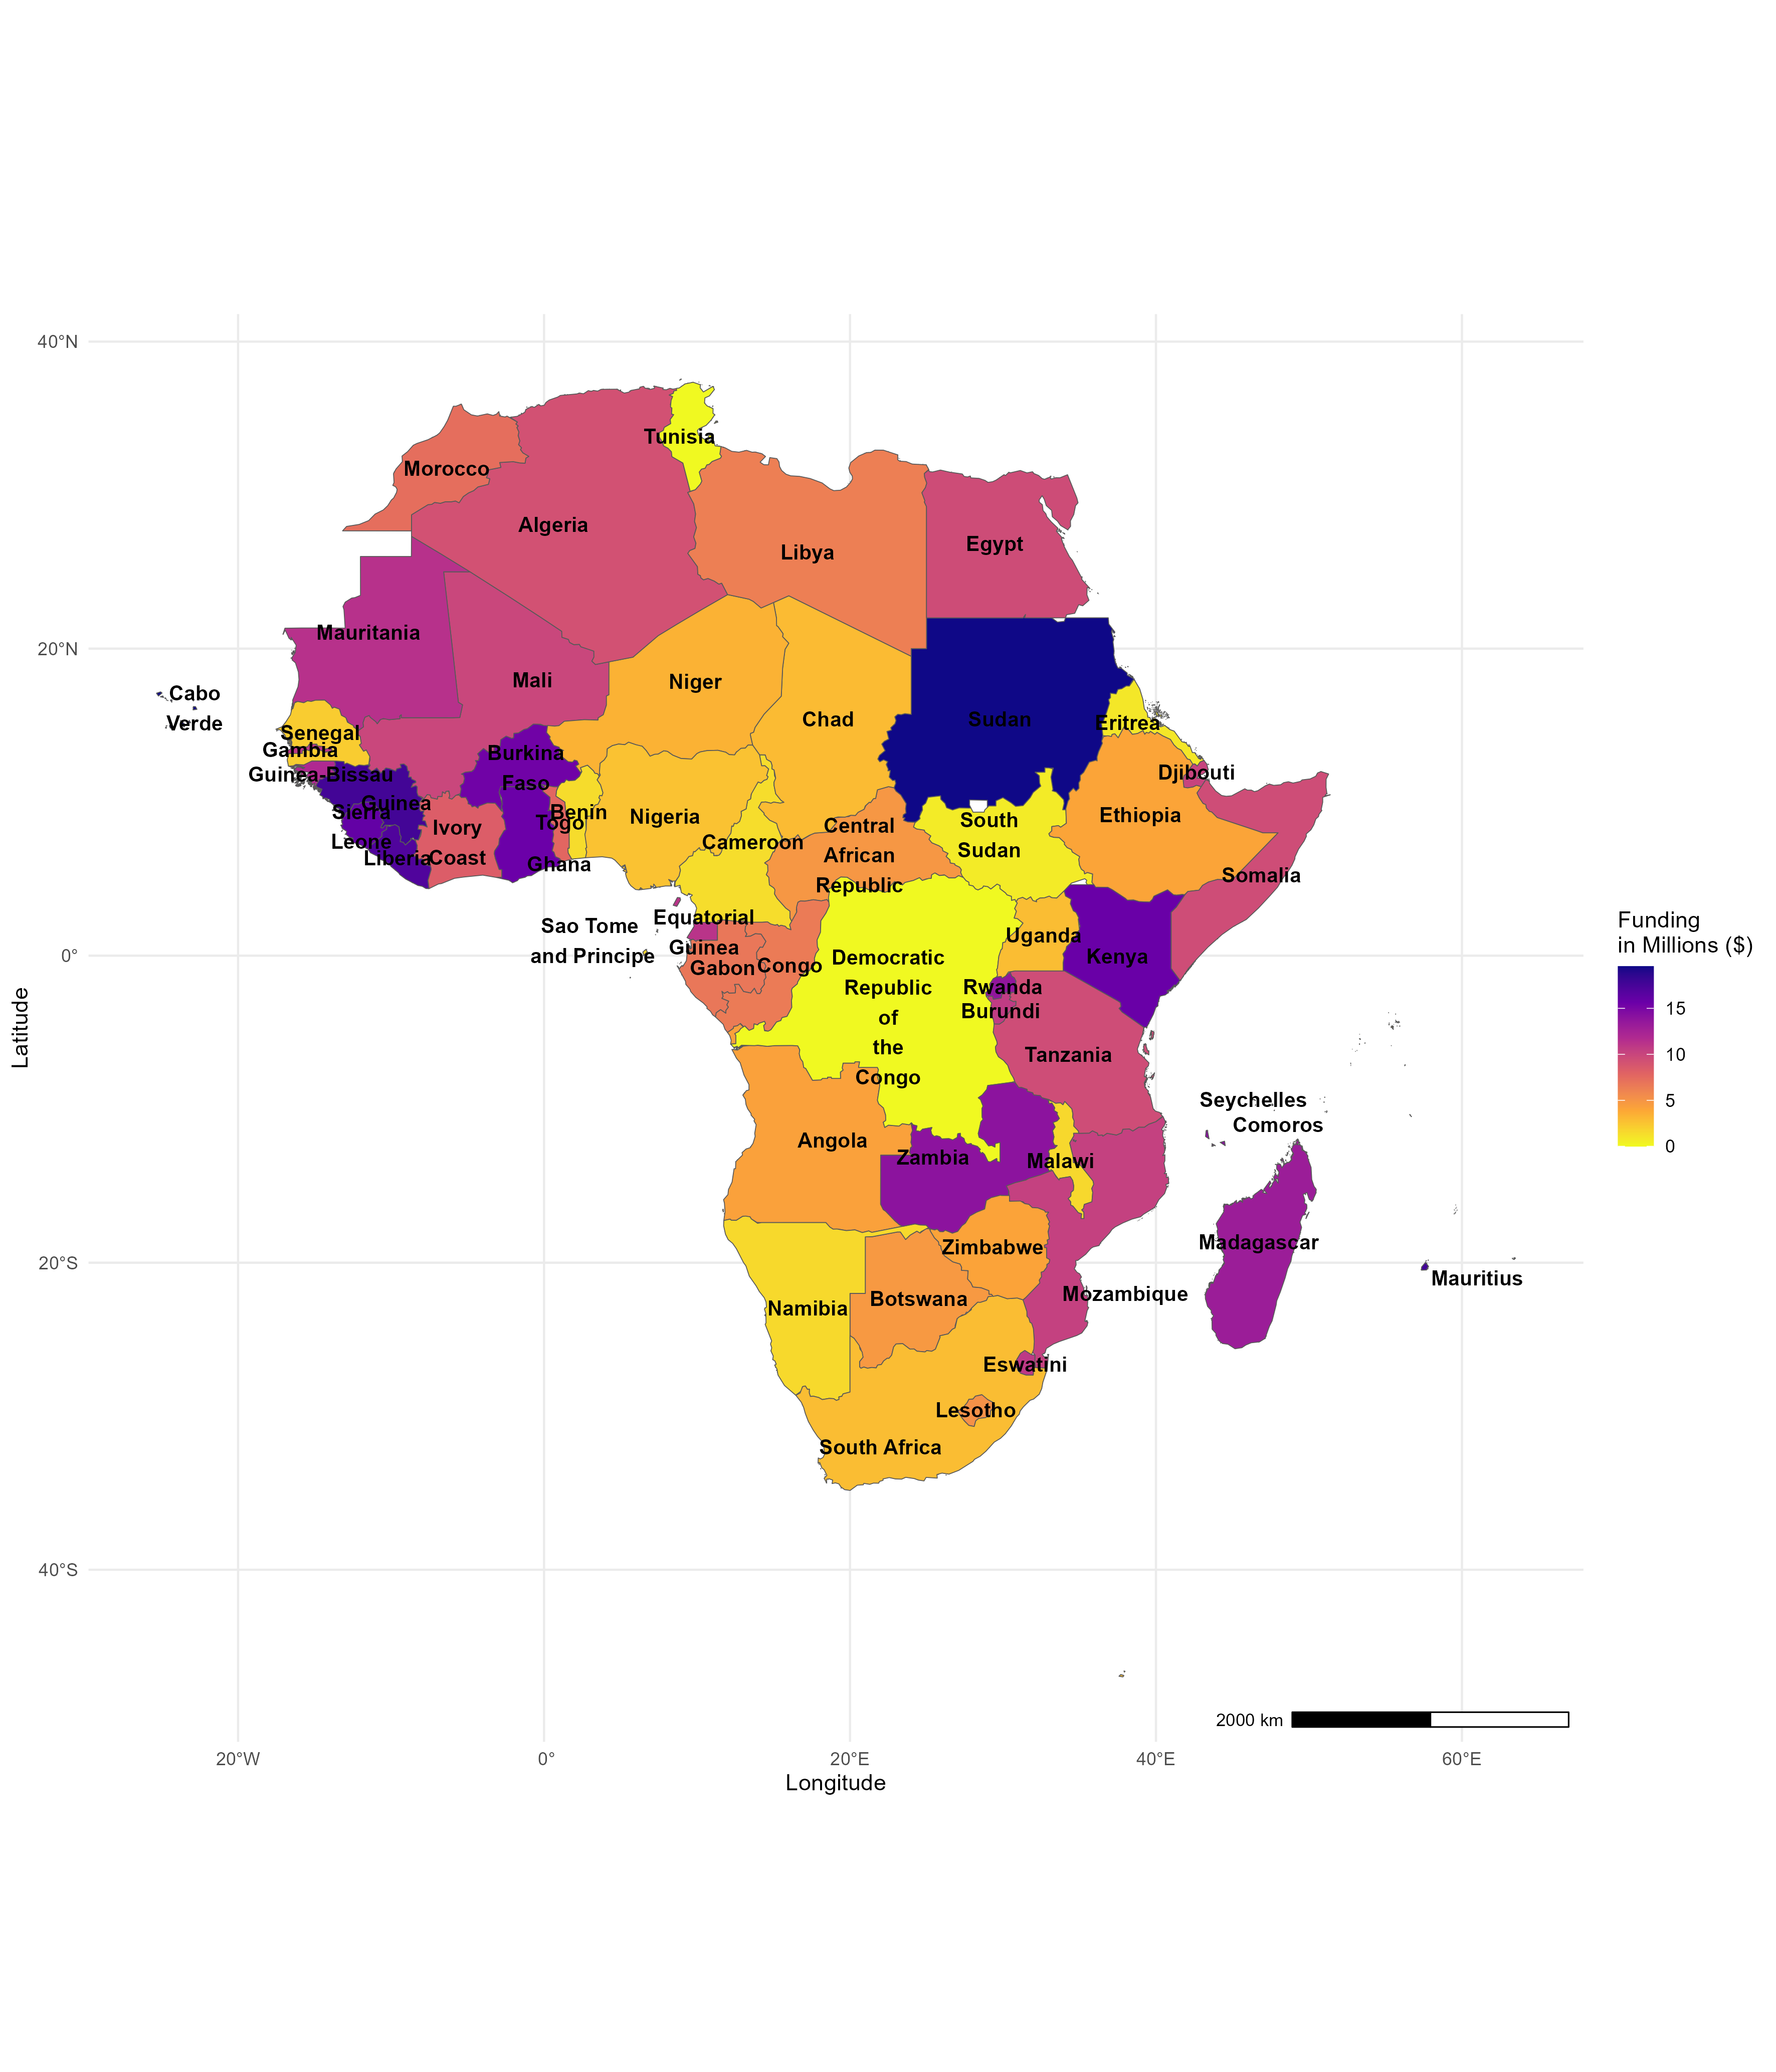 40°N
20°N
0°
20°S
40°S
Latitude
Tunisia
Morocco
Algeria
Libya
Egypt
Mauritania
Mali
Niger
Chad
Sudan
Cabo
Verde
Eritrea
Senegal
Gambia
Guinea-Bissau
Burkina
Faso
Djibouti
Guinea
Sierra
Leone
Liberia
Ivory
Coast
Benin
Togo
Ghana
Nigeria
Cameroon
Central
African
Republic
South
Sudan
Ethiopia
Somalia
Sao Tome
and Principe
Equatorial
Guinea
Gabon
Congo
Democratic
Republic
of
the
Congo
Uganda
Kenya
Rwanda
Burundi
Tanzania
Seychelles
Comoros
Angola
Zambia
Malawi
Madagascar
Mauritius
Zimbabwe
Mozambique
Namibia
Botswana
Eswatini
Lesotho
South Africa
Funding
in Millions ($)
15
10
5
0
2000 km
20°W
0°
20°E
40°E
60°E
Longitude